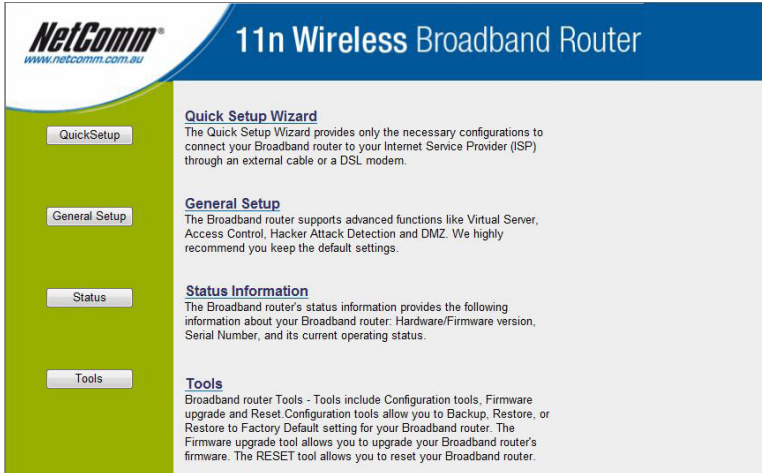 NetComm®
www.netcomm.com.au
11n Wireless Broadband Router
QuickSetup
Quick Setup Wizard
The Quick Setup Wizard provides only the necessary configurations to
connect your Broadband router to your Internet Service Provider (ISP)
through an external cable or a DSL modem.
General Setup
General Setup
The Broadband router supports advanced functions like Virtual Server,
Access Control, Hacker Attack Detection and DMZ. We highly
recommend you keep the default settings.
Status
Status Information
The Broadband router's status information provides the following
information about your Broadband router: Hardware/Firmware version,
Serial Number, and its current operating status.
Tools
Tools
Broadband router Tools - Tools include Configuration tools, Firmware
upgrade and Reset.Configuration tools allow you to Backup, Restore, or
Restore to Factory Default setting for your Broadband router. The
Firmware upgrade tool allows you to upgrade your Broadband router's
firmware. The RESET tool allows you to reset your Broadband router.